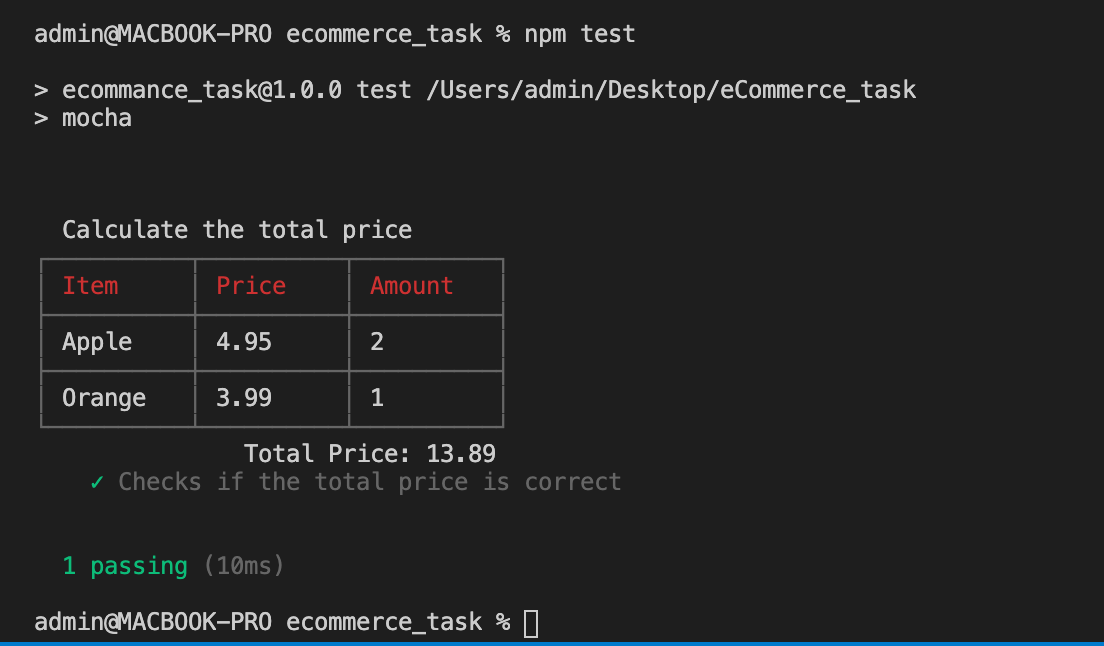 admin@MACBOOK-PRO ecommerce_task % npm test
> ecommance_task@1.0.0 test /Users/admin/Desktop/eCommerce_task
> mocha
Calculate the total price
Item Price Amount
Apple 4.95 2
Orange 3.99 1
Total Price: 13.89
✓ Checks if the total price is correct
1 passing (10ms)
admin@MACBOOK-PRO ecommerce_task %